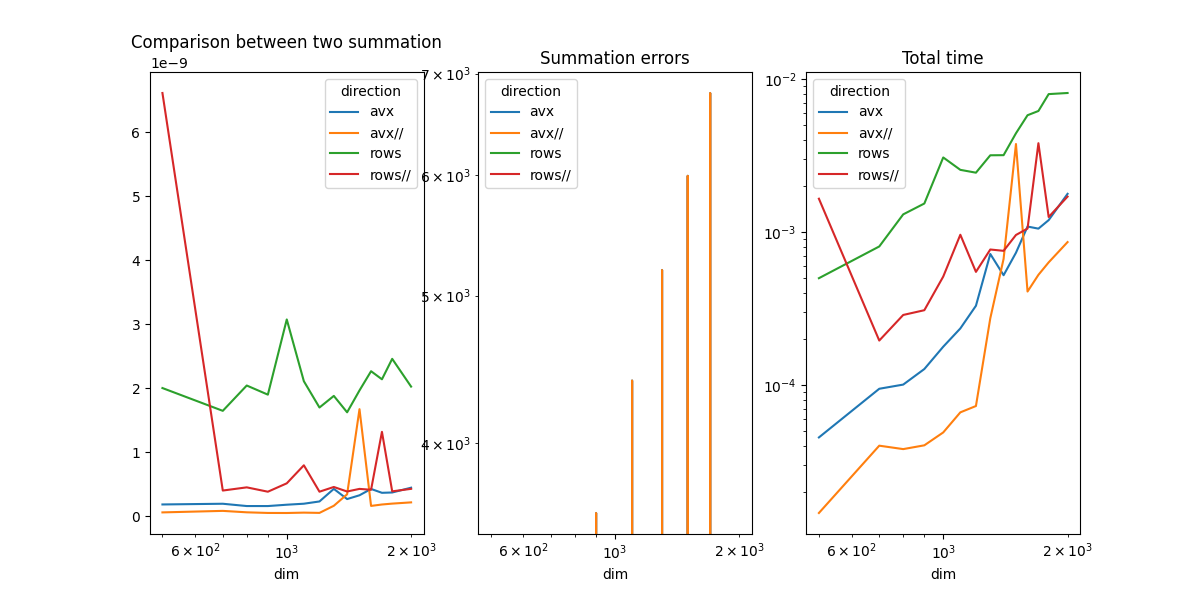 Comparison between two summation
1e−9
direction
avx
avx//
rows
rows//
6
5
4
3
2
1
0
6 × 10²
10³
2 × 10³
dim
Summation errors
direction
avx
avx//
rows
rows//
7 × 10³
6 × 10³
5 × 10³
4 × 10³
6 × 10²
10³
2 × 10³
dim
Total time
direction
avx
avx//
rows
rows//
10⁻²
10⁻³
10⁻⁴
6 × 10²
10³
2 × 10³
dim